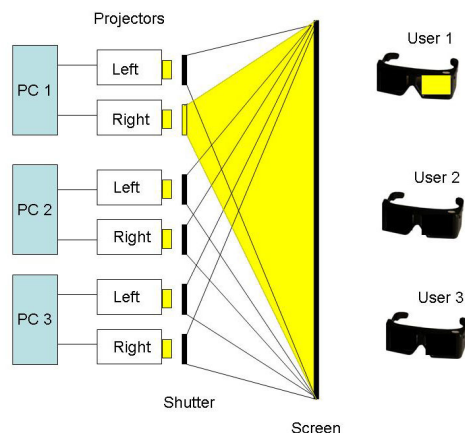 Projectors
User 1
PC 1
Left
Right
User 2
PC 2
Left
Right
User 3
PC 3
Left
Right
Shutter
Screen